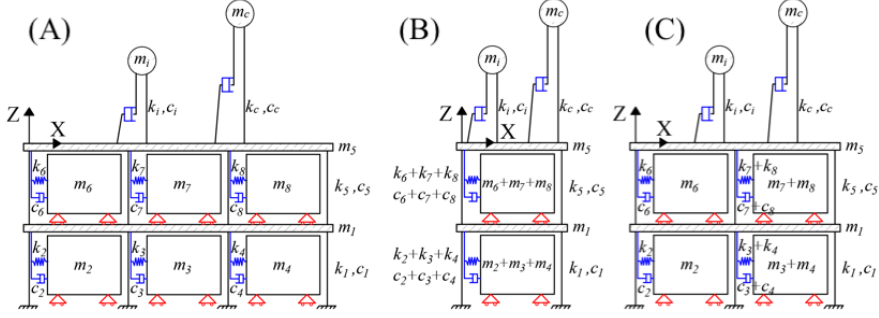 (A)
m_c
m_i
k_i ,c_i
k_c ,c_c
Z
X
m_5
k_6
k_7
k_8
m_6
m_7
m_8
k_5 ,c_5
c_6
c_7
c_8
m_1
k_2
k_3
k_4
m_2
m_3
m_4
k_1 ,c_1
c_2
c_3
c_4
(B)
m_c
m_i
k_i ,c_i
k_c ,c_c
Z
X
m_5
k_6+k_7+k_8
c_6+c_7+c_8
m_6+m_7+m_8
k_5 ,c_5
m_1
k_2+k_3+k_4
c_2+c_3+c_4
m_2+m_3+m_4
k_1 ,c_1
(C)
m_c
m_i
k_i ,c_i
k_c ,c_c
Z
X
m_5
k_6
k_7+k_8
m_6
m_7+m_8
k_5 ,c_5
c_6
c_7+c_8
m_1
k_2
k_3+k_4
m_2
m_3+m_4
k_1 ,c_1
c_2
c_3+c_4